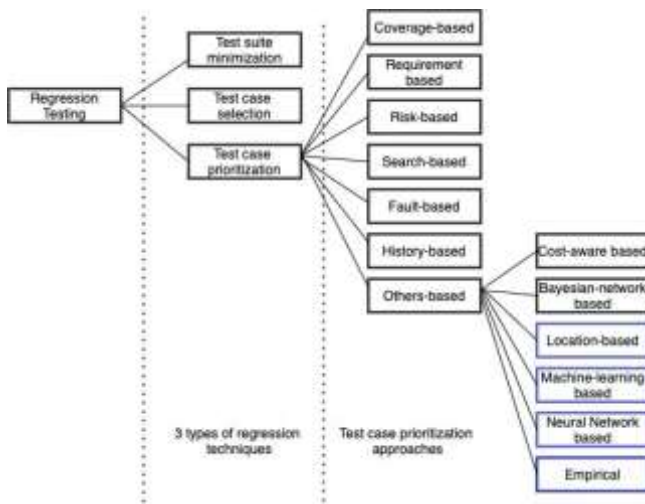 Regression
Testing
Test suite
minimization
Test case
selection
Test case
prioritization
Coverage-based
Requirement
based
Risk-based
Search-based
Fault-based
History-based
Others-based
Cost-aware based
Bayesian-network
based
Location-based
Machine-learning
based
Neural Network
based
Empirical
3 types of regression
techniques
Test case prioritization
approaches